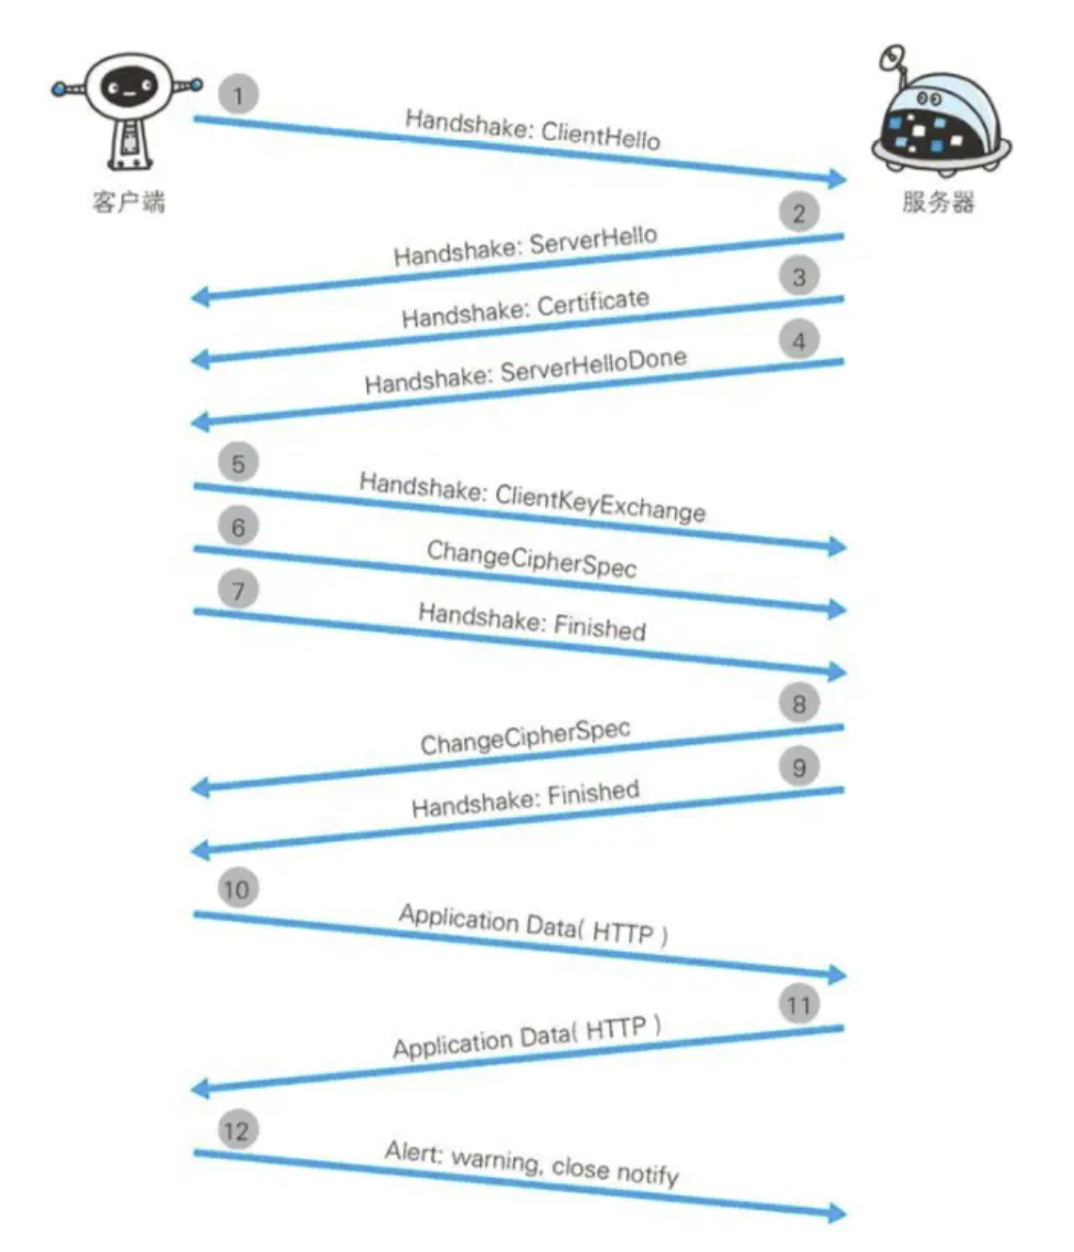 1
Handshake: ClientHello
客户端
服务器
2
Handshake: ServerHello
3
Handshake: Certificate
4
Handshake: ServerHelloDone
5
Handshake: ClientKeyExchange
6
ChangeCipherSpec
7
Handshake: Finished
8
ChangeCipherSpec
9
Handshake: Finished
10
Application Data( HTTP )
11
Application Data( HTTP )
12
Alert: warning, close notify